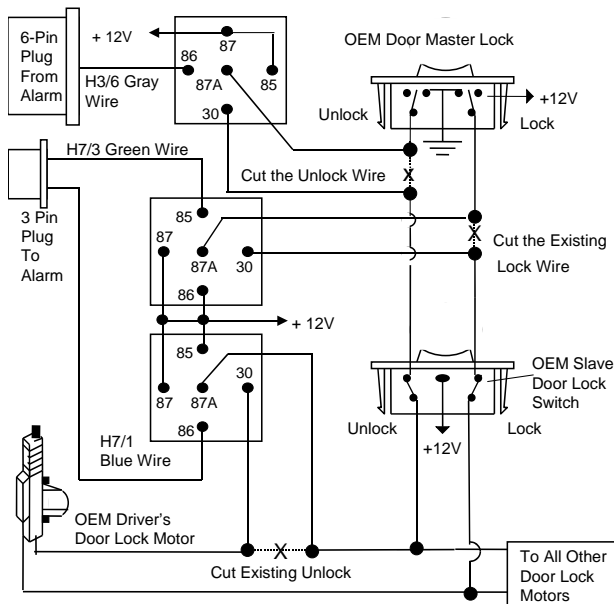 6-Pin
Plug
From
Alarm
+ 12V
86
87
87A
85
30
H3/6 Gray
Wire
OEM Door Master Lock
+12V
Unlock
Lock
H7/3 Green Wire
Cut the Unlock Wire
3 Pin
Plug
To
Alarm
85
87
87A
30
86
X
X
Cut the Existing
Lock Wire
+ 12V
85
30
87
87A
86
H7/1
Blue Wire
OEM Slave
Door Lock
Switch
Unlock
+12V
Lock
OEM Driver's
Door Lock Motor
X
Cut Existing Unlock
To All Other
Door Lock
Motors